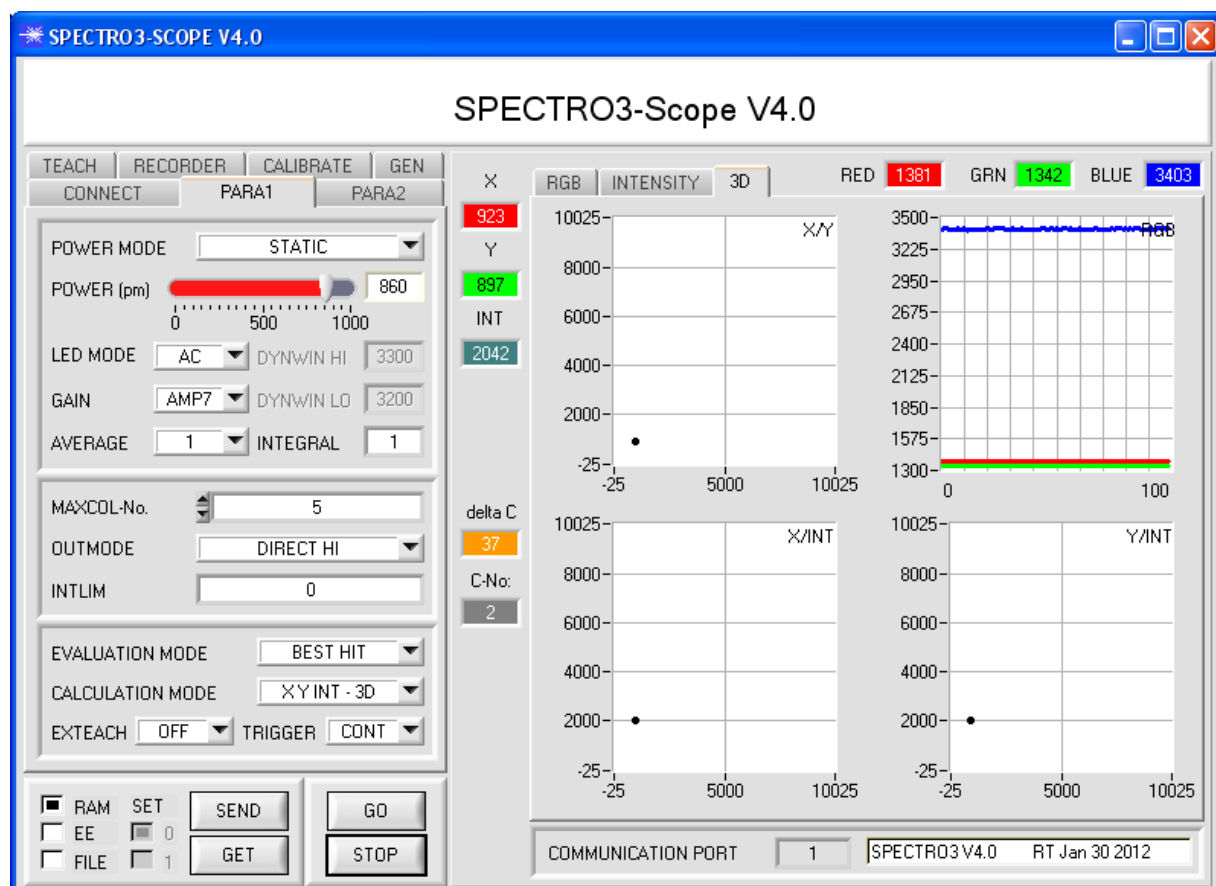 SPECTRO3-SCOPE V4.0
SPECTRO3-Scope V4.0
TEACH RECORDER CALIBRATE GEN
CONNECT PARA1 PARA2
POWER MODE STATIC
POWER (pm) 860
0 500 1000
LED MODE AC DYNWIN HI 3300
GAIN AMP7 DYNWIN LO 3200
AVERAGE 1 INTEGRAL 1
MAXCOL-No. 5
OUTMODE DIRECT HI
INTLIM 0
EVALUATION MODE BEST HIT
CALCULATION MODE X Y INT - 3D
EXTEACH OFF TRIGGER CONT
RAM SET SEND GO
EE 0
FILE 1 GET STOP
X
923
Y
897
INT
2042
delta C
37
C-No:
2
RGB INTENSITY 3D RED 1381 GRN 1342 BLUE 3403
X/Y
10025
8000
6000
4000
2000
-25
-25 5000 10025
RGB
3500
3225
2950
2675
2400
2125
1850
1575
1300
0 100
X/INT
10025
8000
6000
4000
2000
-25
-25 5000 10025
Y/INT
10025
8000
6000
4000
2000
-25
-25 5000 10025
COMMUNICATION PORT 1 SPECTRO3 V4.0 RT Jan 30 2012